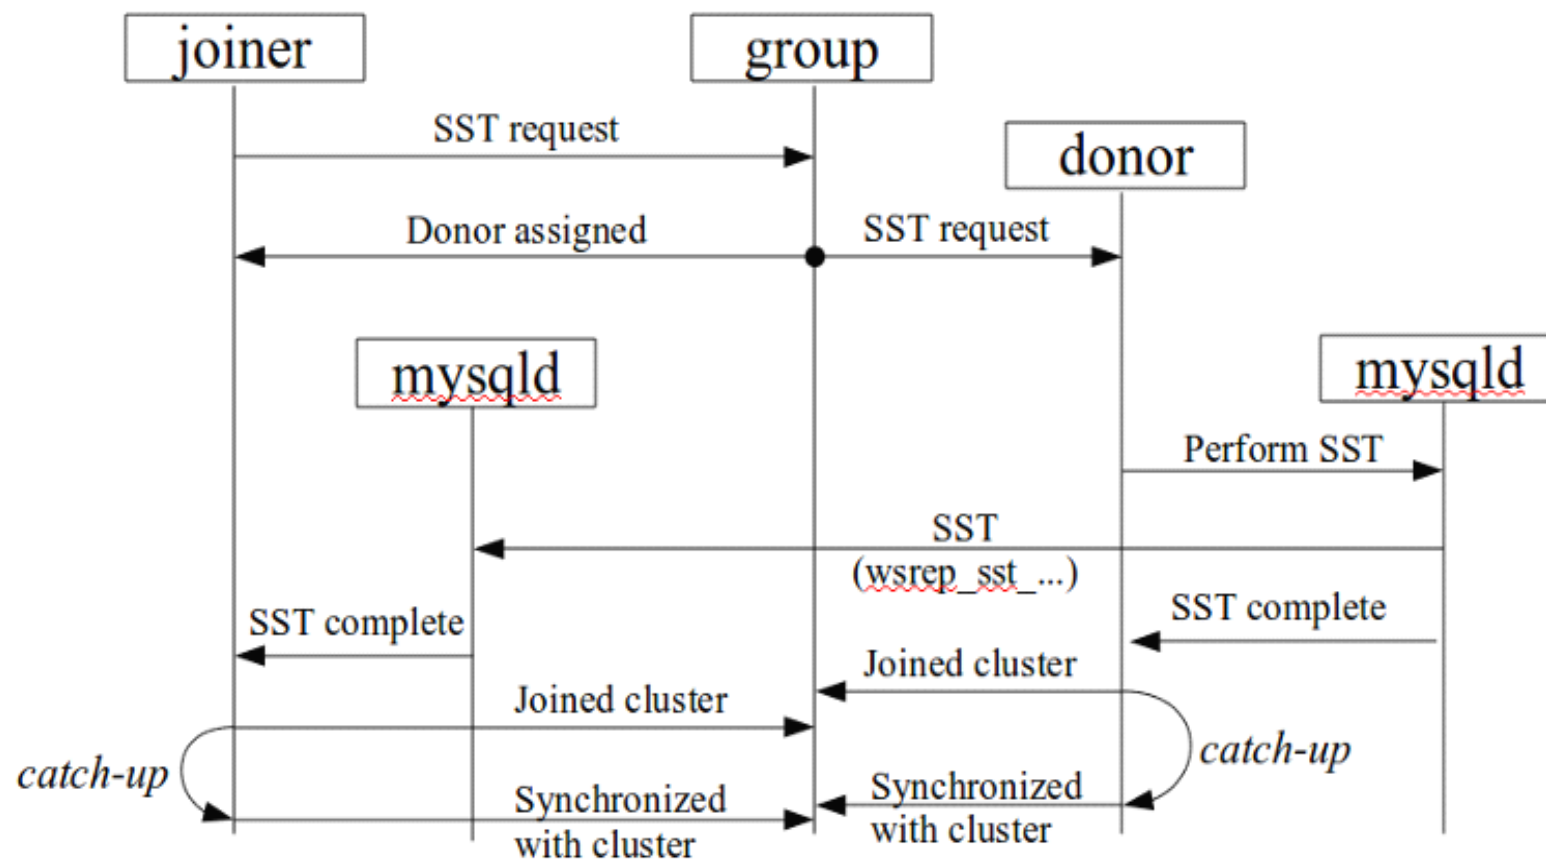 joiner
group
donor
SST request
Donor assigned
SST request
mysqld
mysqld
Perform SST
SST
(wsrep_sst_...)
SST complete
SST complete
Joined cluster
Joined cluster
catch-up
catch-up
Synchronized
with cluster
Synchronized
with cluster